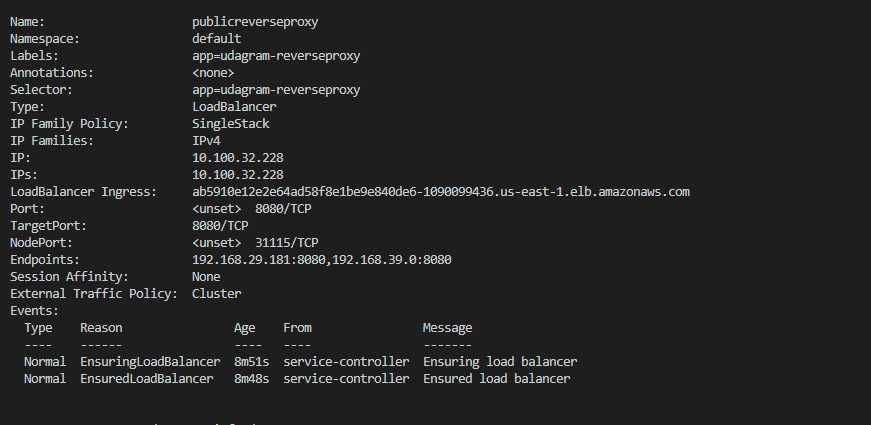 Name: publicreverseproxy
Namespace: default
Labels: app=udagram-reverseproxy
Annotations: <none>
Selector: app=udagram-reverseproxy
Type: LoadBalancer
IP Family Policy: SingleStack
IP Families: IPv4
IP: 10.100.32.228
IPs: 10.100.32.228
LoadBalancer Ingress: ab5910e12e2e64ad58f8e1be9e840de6-1090099436.us-east-1.elb.amazonaws.com
Port: <unset> 8080/TCP
TargetPort: 8080/TCP
NodePort: <unset> 31115/TCP
Endpoints: 192.168.29.181:8080,192.168.39.0:8080
Session Affinity: None
External Traffic Policy: Cluster
Events:
Type Reason Age From Message
---- ------ ---- ---- -------
Normal EnsuringLoadBalancer 8m51s service-controller Ensuring load balancer
Normal EnsuredLoadBalancer 8m48s service-controller Ensured load balancer